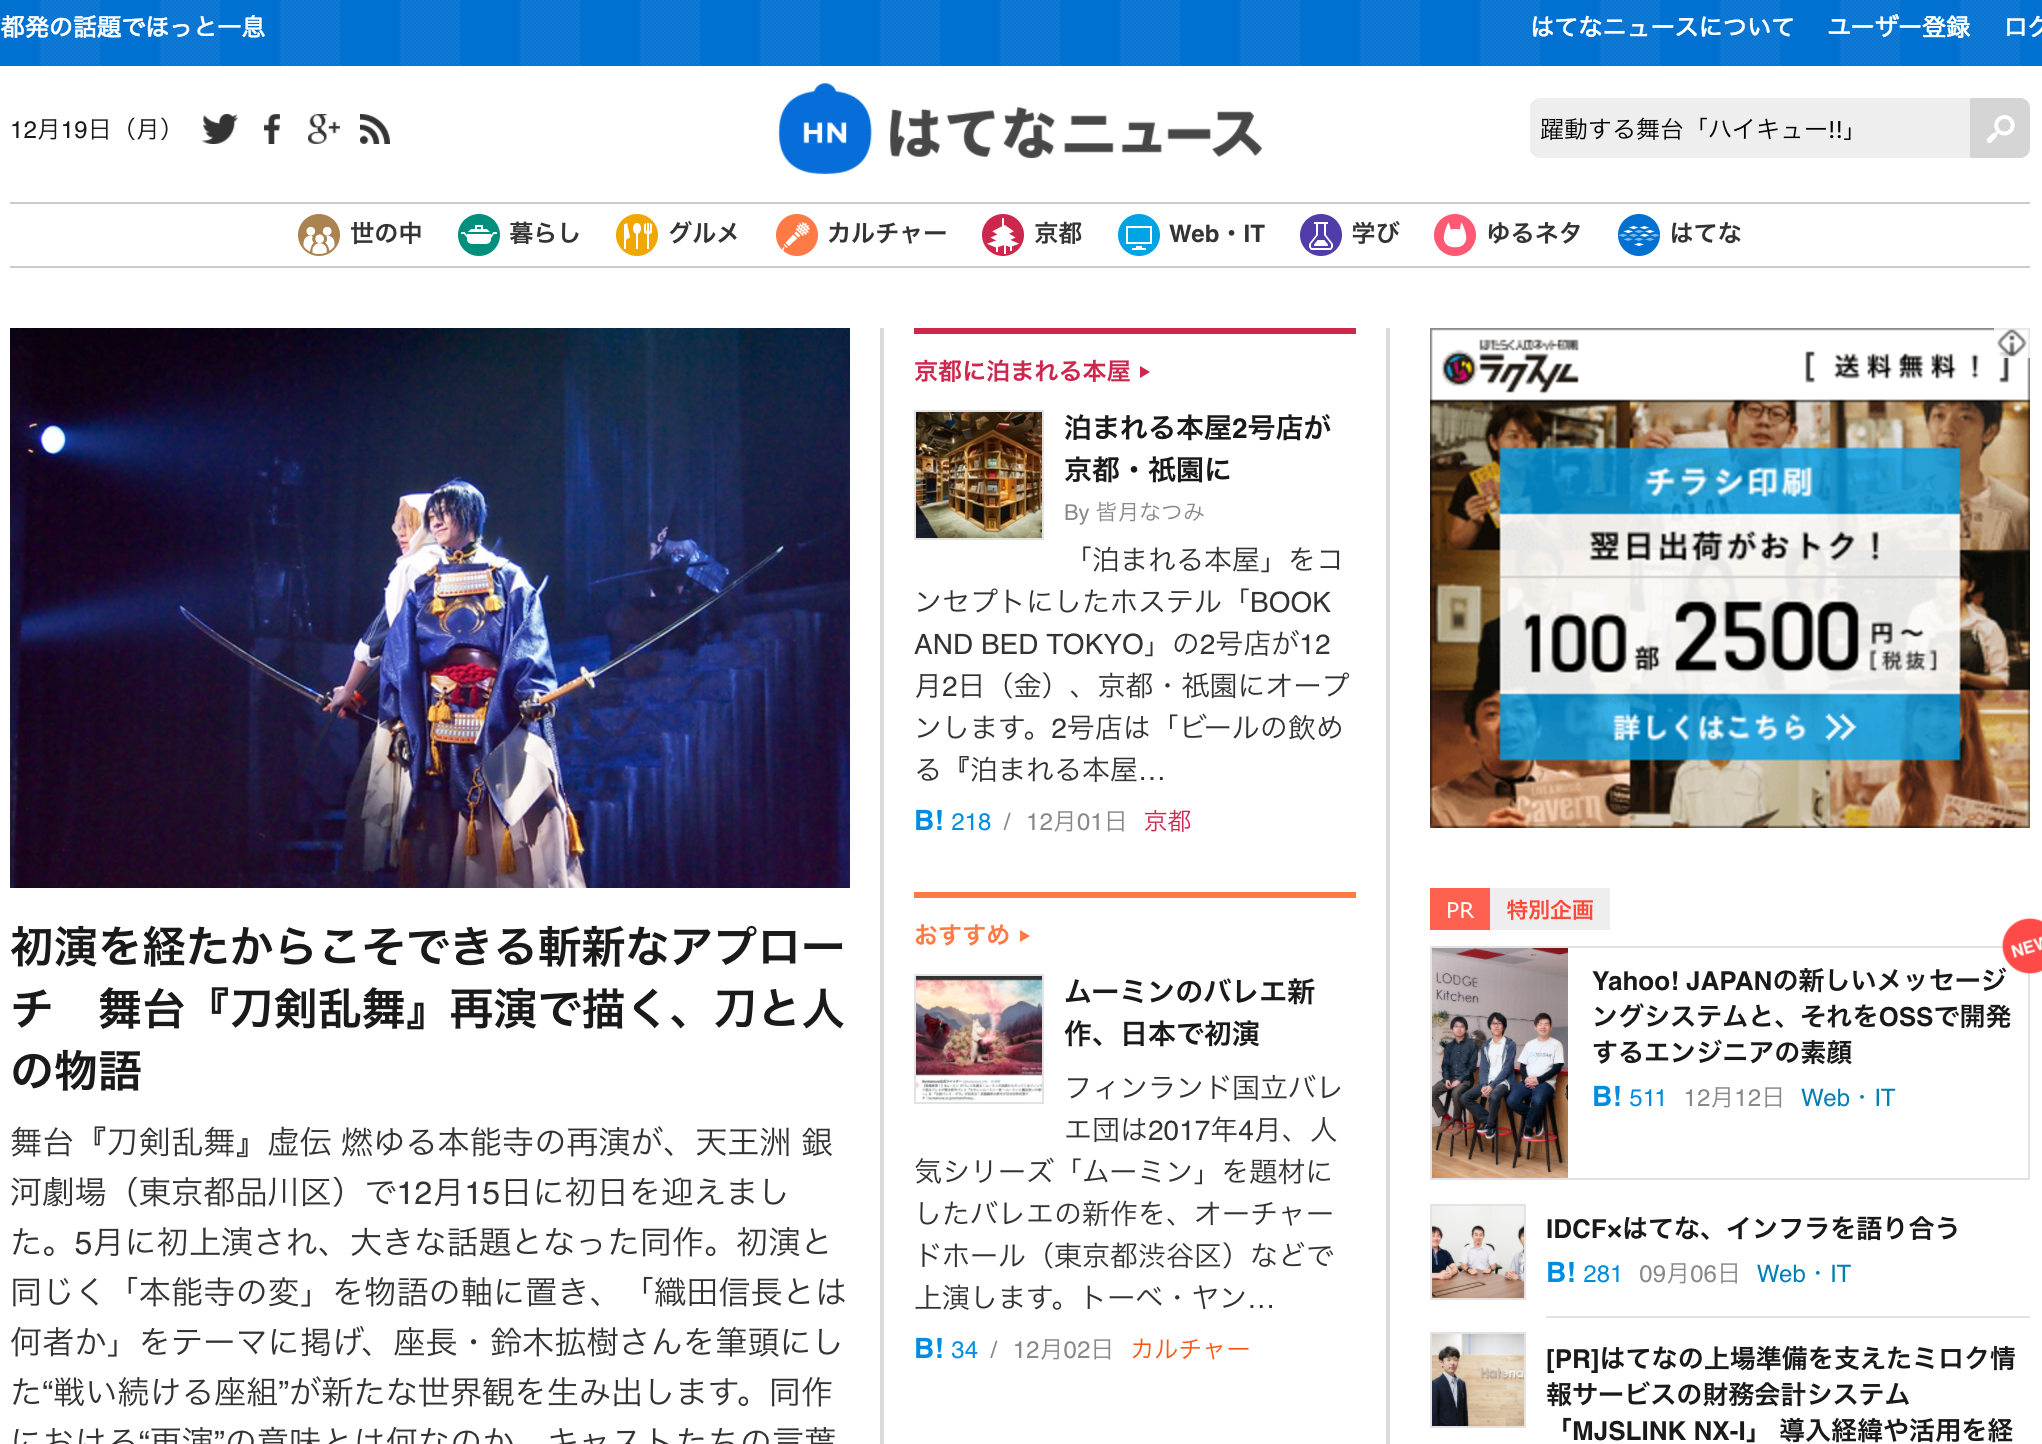 都発の話題でほっと一息
はてなニュースについて ユーザー登録 ログ
12月19日（月）
HN はてなニュース
躍動する舞台「ハイキュー!!」
世の中 暮らし グルメ カルチャー 京都 Web・IT 学び ゆるネタ はてな
初演を経たからこそできる斬新なアプロー
チ　舞台『刀剣乱舞』再演で描く、刀と人
の物語
舞台『刀剣乱舞』虚伝 燃ゆる本能寺の再演が、天王洲 銀
河劇場（東京都品川区）で12月15日に初日を迎えまし
た。5月に初上演され、大きな話題となった同作。初演と
同じく「本能寺の変」を物語の軸に置き、「織田信長とは
何者か」をテーマに掲げ、座長・鈴木拡樹さんを筆頭にし
た“戦い続ける座組”が新たな世界観を生み出します。同作
における“再演”の意味とは何なのか、キャストたちの言葉
京都に泊まれる本屋
泊まれる本屋2号店が
京都・祇園に
By 皆月なつみ
「泊まれる本屋」をコ
ンセプトにしたホステル「BOOK
AND BED TOKYO」の2号店が12
月2日（金）、京都・祇園にオープ
ンします。2号店は「ビールの飲め
る『泊まれる本屋...
B! 218 / 12月01日 京都
おすすめ
ムーミンのバレエ新
作、日本で初演
フィンランド国立バレ
エ団は2017年4月、人
気シリーズ「ムーミン」を題材に
したバレエの新作を、オーチャー
ドホール（東京都渋谷区）などで
上演します。トーベ・ヤン...
B! 34 / 12月02日 カルチャー
はたらく人のネット印刷
ラクスル
[ 送料無料！ ]
チラシ印刷
翌日出荷がおトク！
100部 2500円〜
[税抜]
詳しくはこちら
Cavern
PR 特別企画
NEW
LODGE
Kitchen
Yahoo! JAPANの新しいメッセージ
ングシステムと、それをOSSで開発
するエンジニアの素顔
B! 511 12月12日 Web・IT
IDCF×はてな、インフラを語り合う
B! 281 09月06日 Web・IT
Hatena
[PR]はてなの上場準備を支えたミロク情
報サービスの財務会計システム
「MJSLINK NX-I」 導入経緯や活用を経